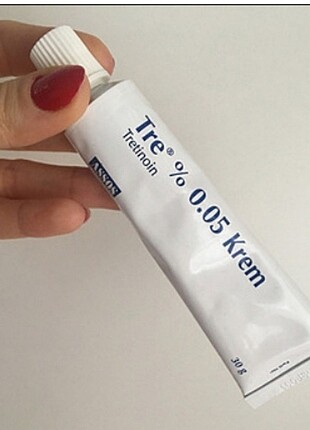 Tre® % 0.05 Krem
Tretinoin
ASSOS
30 g